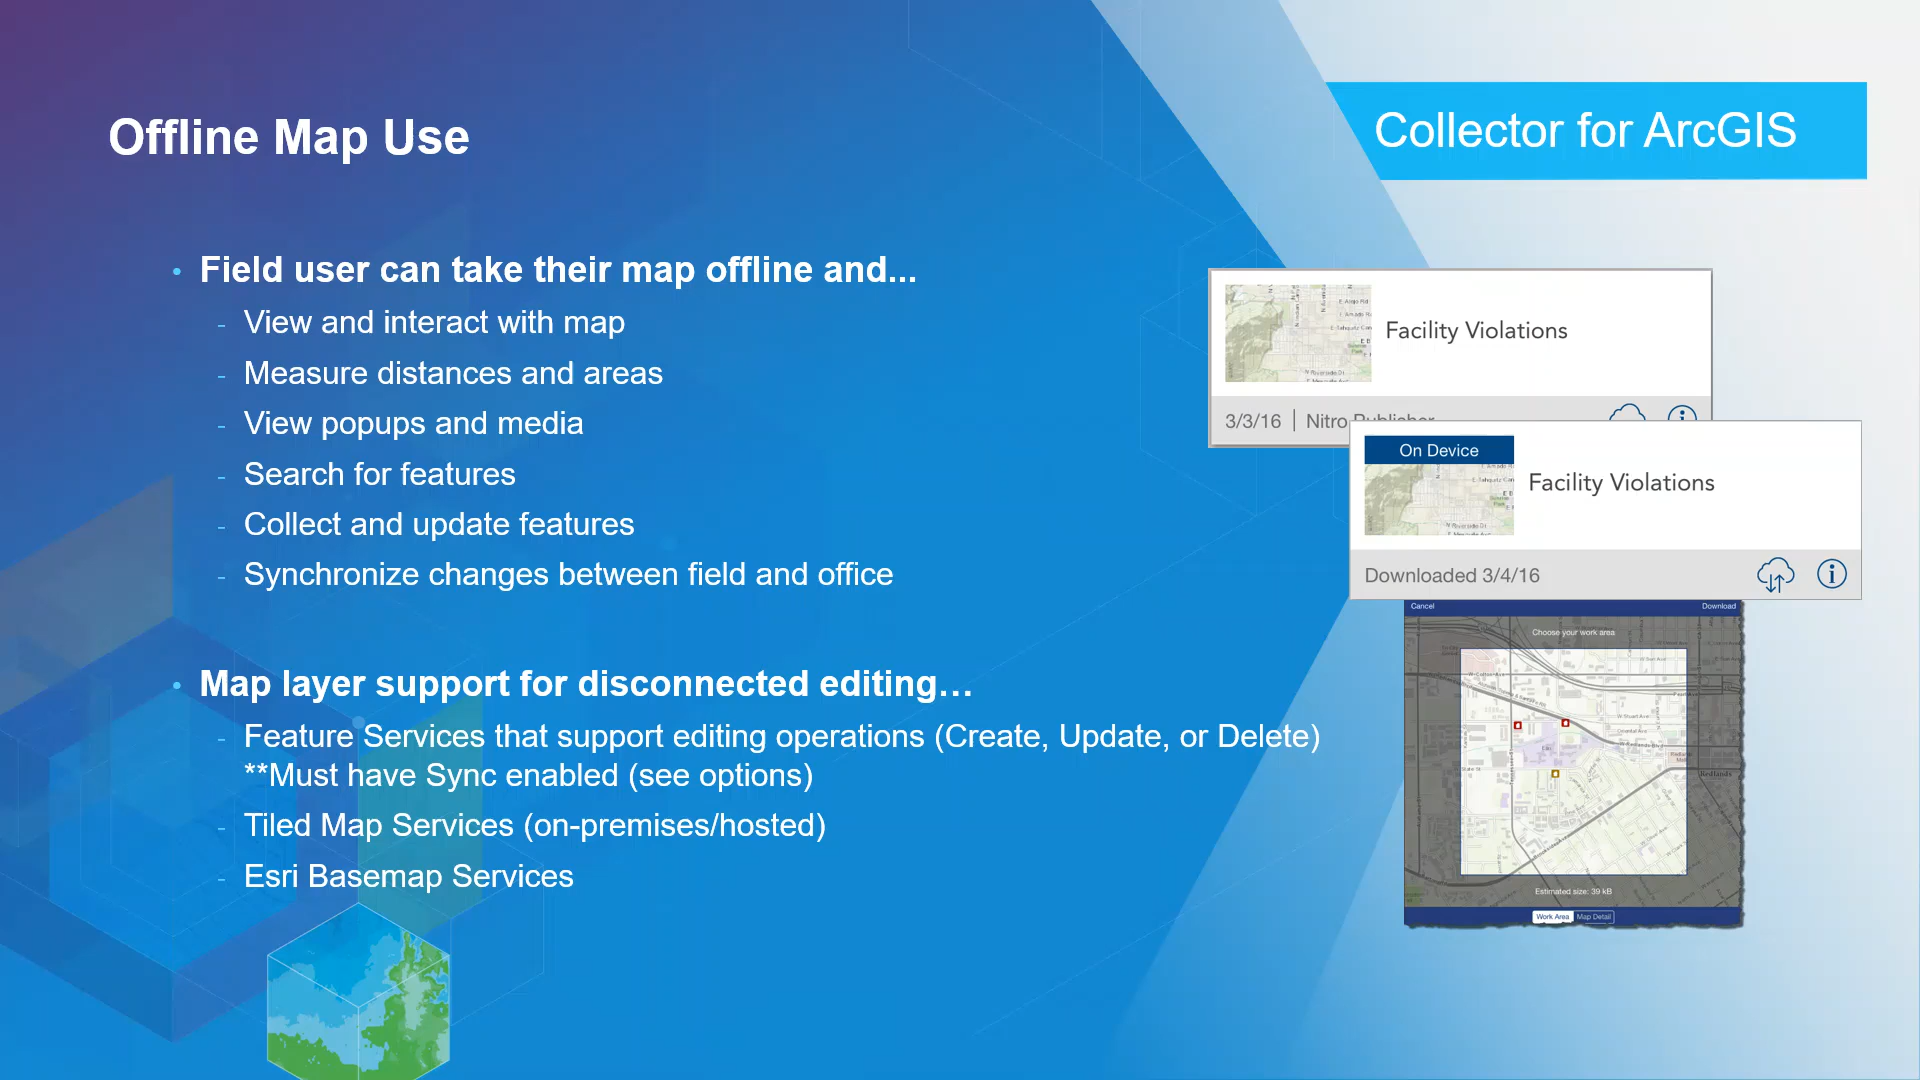 Offline Map Use
Collector for ArcGIS
• Field user can take their map offline and...
- View and interact with map
- Measure distances and areas
- View popups and media
- Search for features
- Collect and update features
- Synchronize changes between field and office
• Map layer support for disconnected editing…
- Feature Services that support editing operations (Create, Update, or Delete)
**Must have Sync enabled (see options)
- Tiled Map Services (on-premises/hosted)
- Esri Basemap Services
Facility Violations
3/3/16 | Nitro Publisher
On Device
Facility Violations
Downloaded 3/4/16
Cancel
Download
Choose your work area
Redlands
Estimated size: 39 kB
Work Area
Map Detail